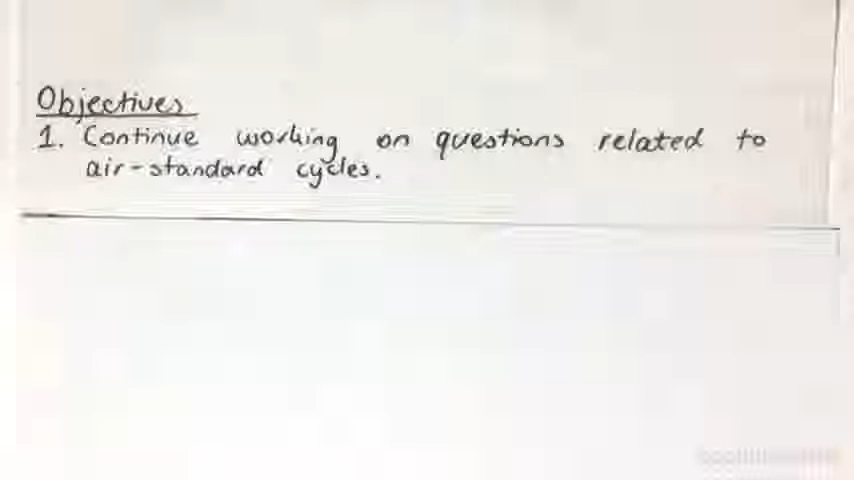 Objectives
1. Continue working on questions related to
air-standard cycles.